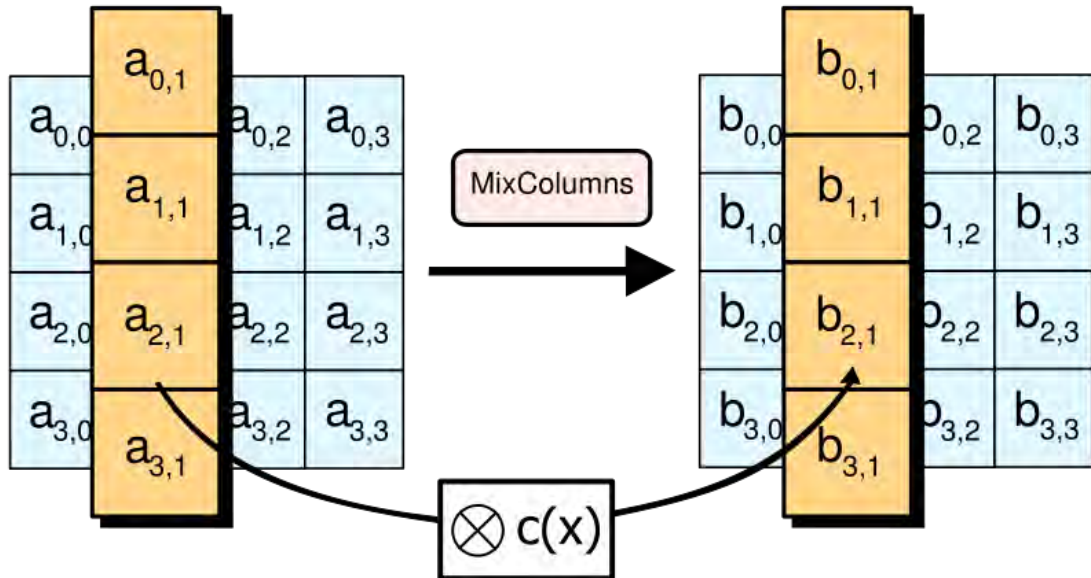 a0,1
b0,1
a0,0 a0,2 a0,3
b0,0 b0,2 b0,3
MixColumns
a1,1
b1,1
a1,0 a1,2 a1,3
b1,0 b1,2 b1,3
a2,0 a2,1 a2,2 a2,3
b2,0 b2,1 b2,2 b2,3
a3,0 a3,2 a3,3
b3,0 b3,2 b3,3
a3,1
b3,1
⊗ c(x)